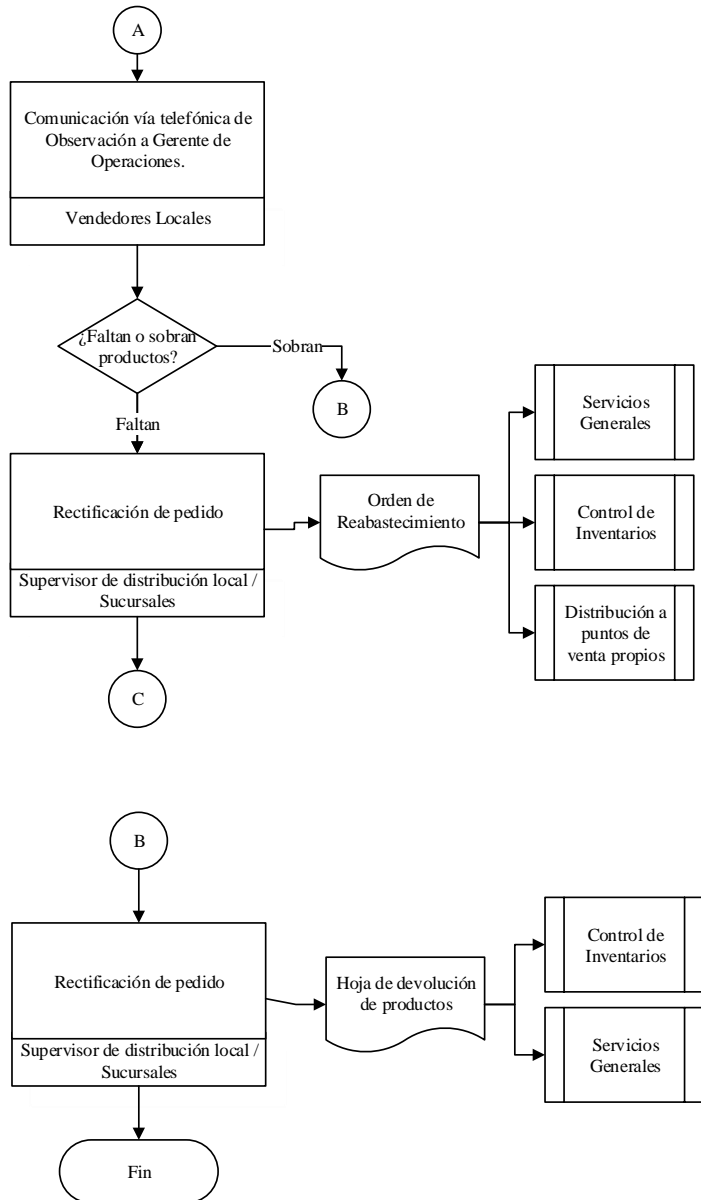 A
Comunicación vía telefónica de
Observación a Gerente de
Operaciones.
Vendedores Locales
¿Faltan o sobran
productos?
Sobran
B
Faltan
Rectificación de pedido
Supervisor de distribución local /
Sucursales
Orden de
Reabastecimiento
Servicios
Generales
Control de
Inventarios
Distribución a
puntos de
venta propios
C
B
Rectificación de pedido
Supervisor de distribución local /
Sucursales
Hoja de devolución
de productos
Control de
Inventarios
Servicios
Generales
Fin